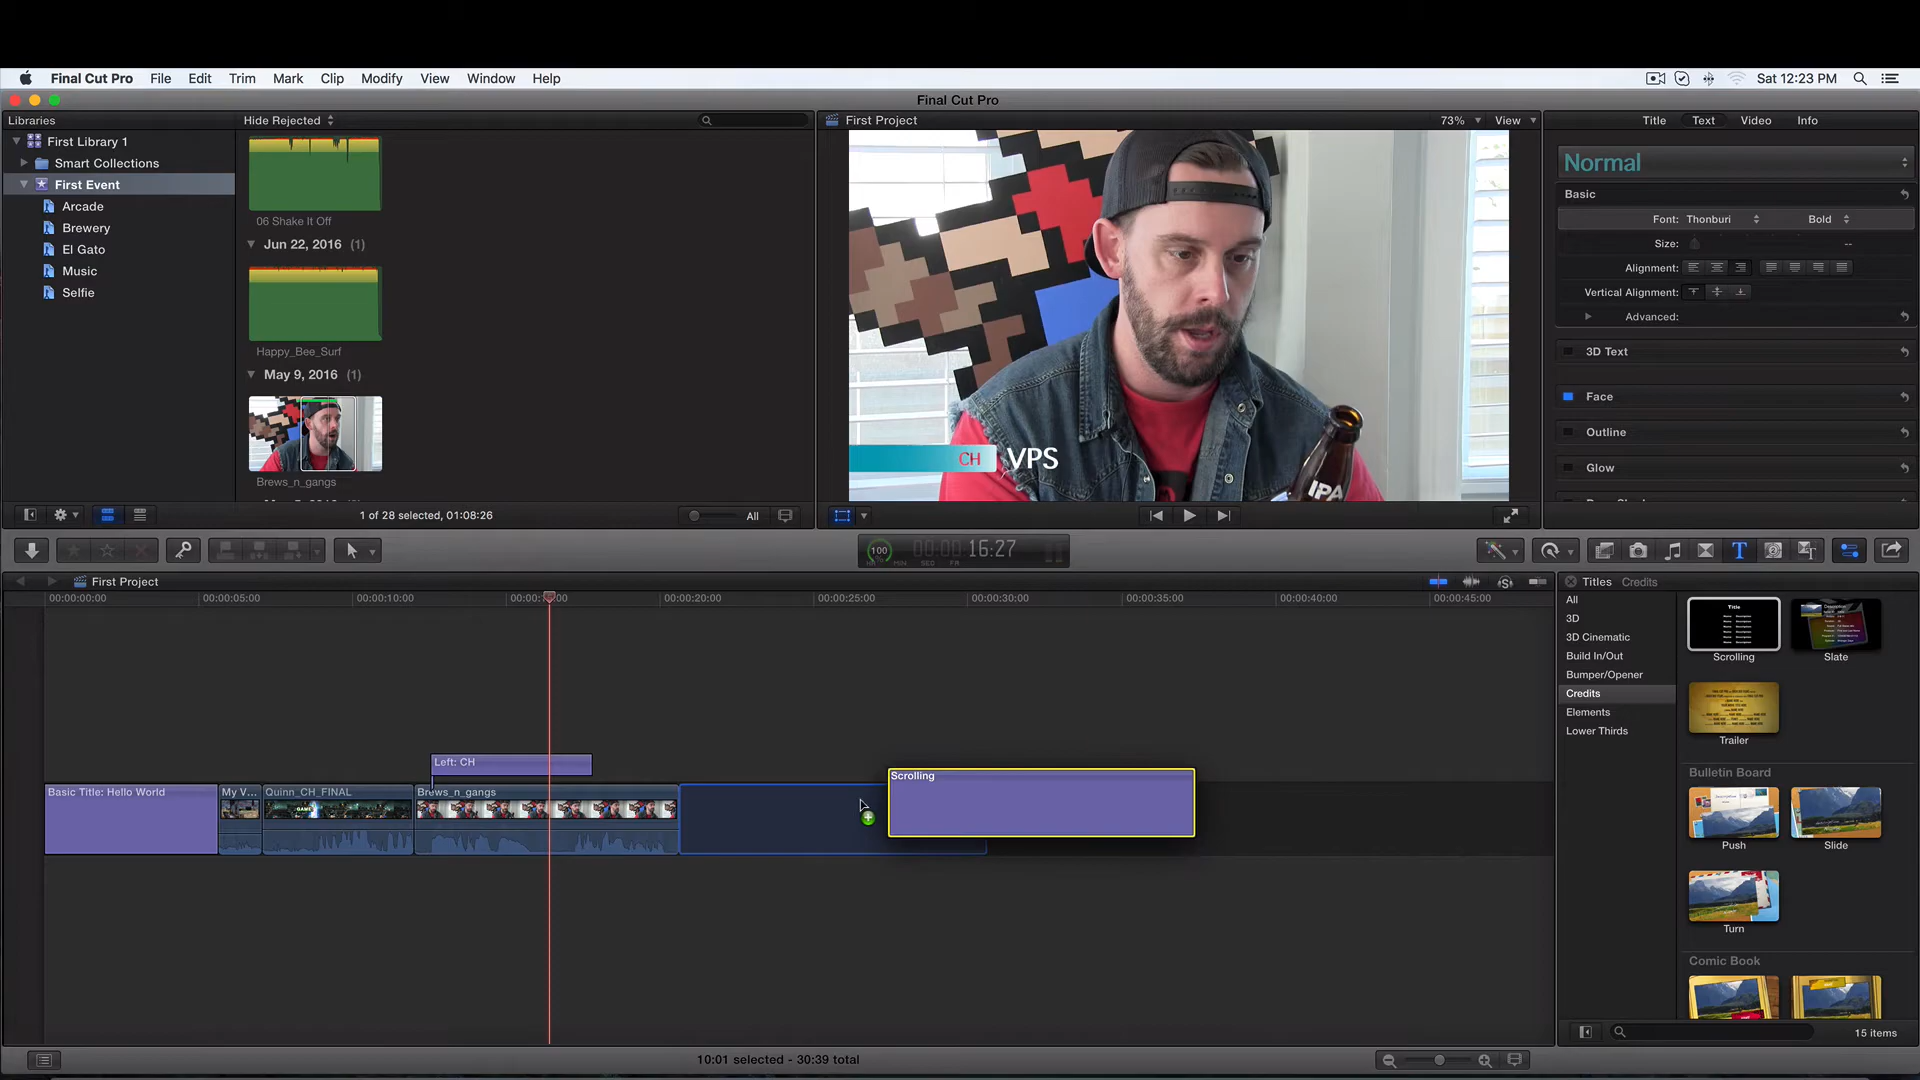 Final Cut Pro File Edit Trim Mark Clip Modify View Window Help
Sat 12:23 PM
Final Cut Pro
Libraries
Hide Rejected
First Project
73%
View
Title Text Video Info
First Library 1
Smart Collections
First Event
Arcade
Brewery
El Gato
Music
Selfie
06 Shake It Off
Jun 22, 2016 (1)
Happy_Bee_Surf
May 9, 2016 (1)
Brews_n_gangs
CH VPS
IPA
Normal
Basic
Font: Thonburi Bold
Size: --
Alignment:
Vertical Alignment:
Advanced:
3D Text
Face
Outline
Glow
1 of 28 selected, 01:08:26
All
100
00:00:16:27
HR MIN SEC FR
First Project
00:00:00:00 00:00:05:00 00:00:10:00 00:00:20:00 00:00:25:00 00:00:30:00 00:00:35:00 00:00:40:00 00:00:45:00
Left: CH
Scrolling
Basic Title: Hello World
My V...
Quinn_CH_FINAL
Brews_n_gangs
Titles Credits
All
3D
3D Cinematic
Build In/Out
Bumper/Opener
Credits
Elements
Lower Thirds
Title
Scrolling
Slate
Trailer
Bulletin Board
Push
Slide
Turn
Comic Book
15 items
10:01 selected - 30:39 total